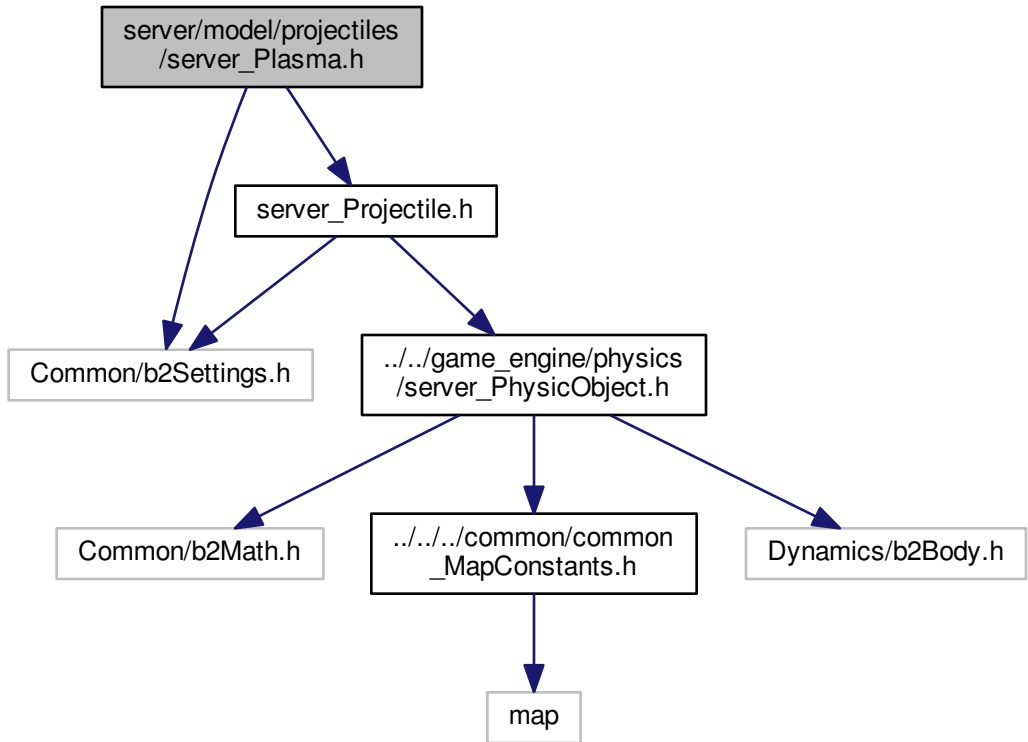 server/model/projectiles
/server_Plasma.h
server_Projectile.h
Common/b2Settings.h
../../game_engine/physics
/server_PhysicObject.h
Common/b2Math.h
../../../common/common
_MapConstants.h
Dynamics/b2Body.h
map